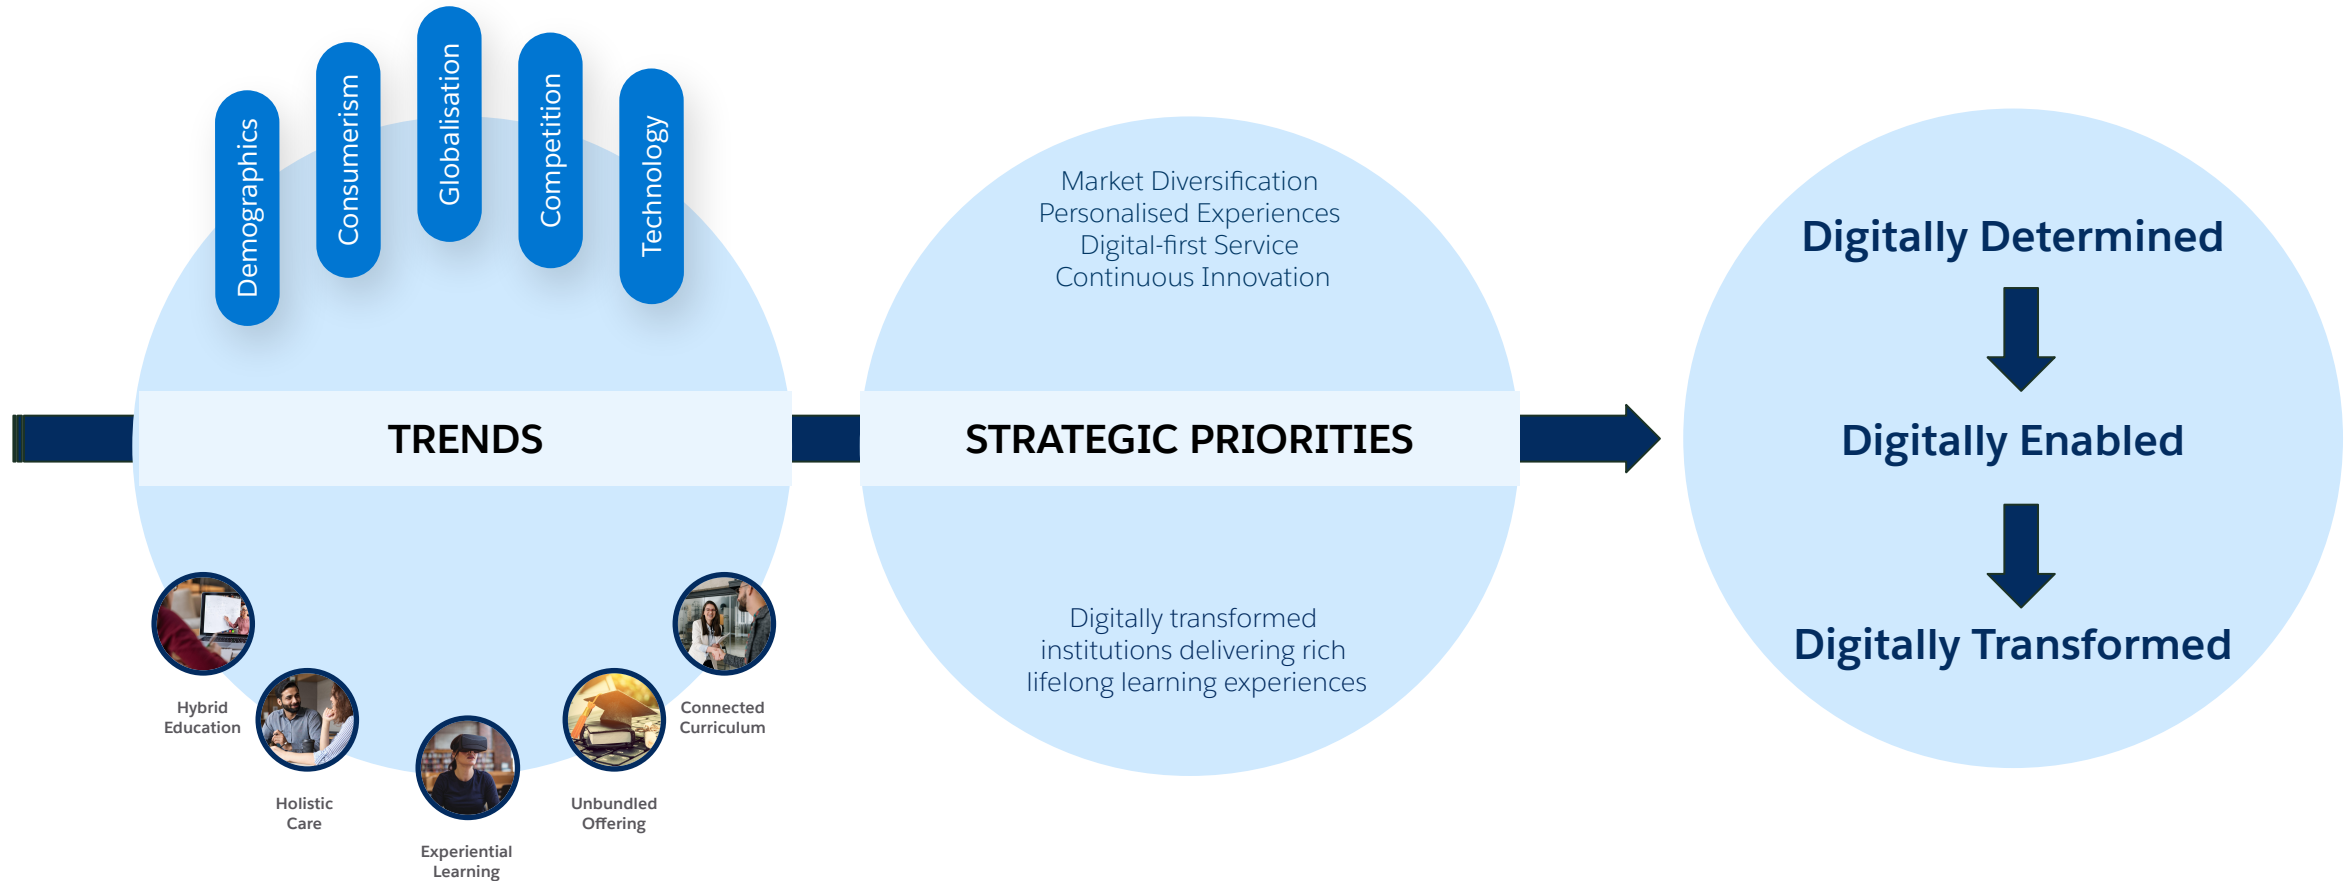 Demographics
Consumerism
Globalisation
Competition
Technology
TRENDS
Hybrid
Education
Holistic
Care
Experiential
Learning
Unbundled
Offering
Connected
Curriculum
Market Diversification
Personalised Experiences
Digital-first Service
Continuous Innovation
STRATEGIC PRIORITIES
Digitally transformed
institutions delivering rich
lifelong learning experiences
Digitally Determined
Digitally Enabled
Digitally Transformed